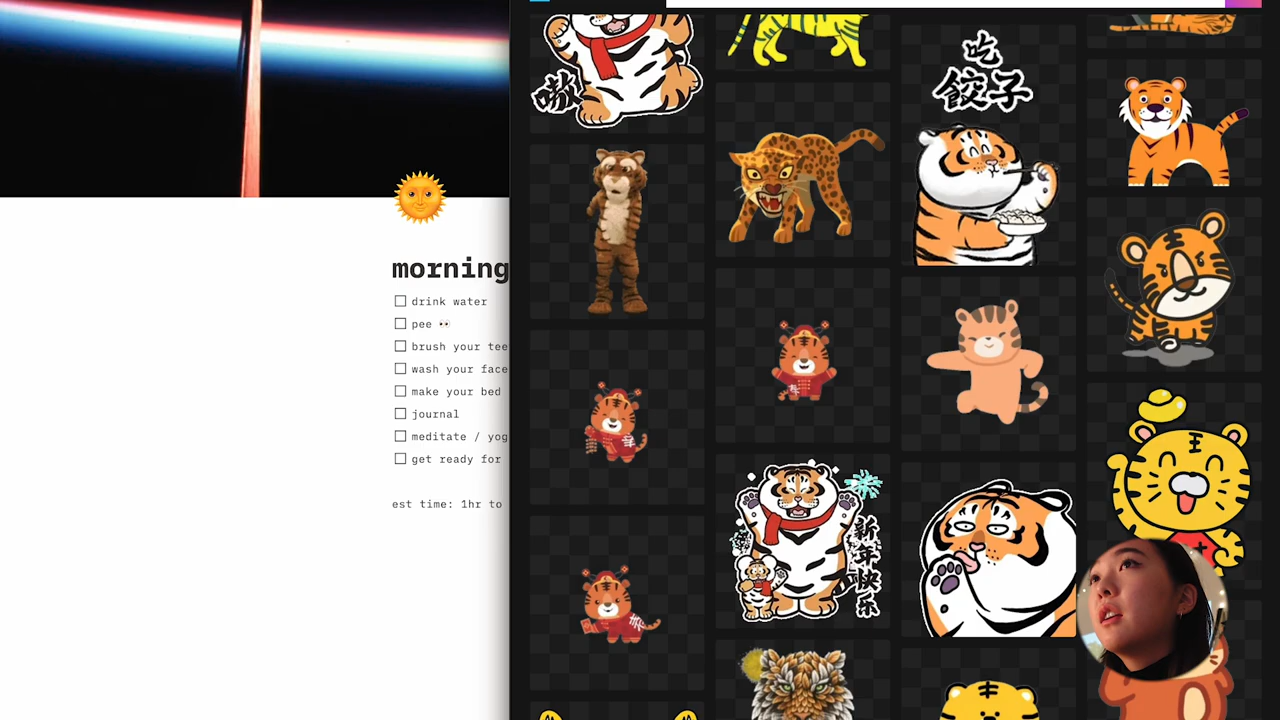 morning
drink water
pee 👀
brush your tee
wash your face
make your bed
journal
meditate / yog
get ready for
est time: 1hr to
嗷
吃
餃子
新年快乐